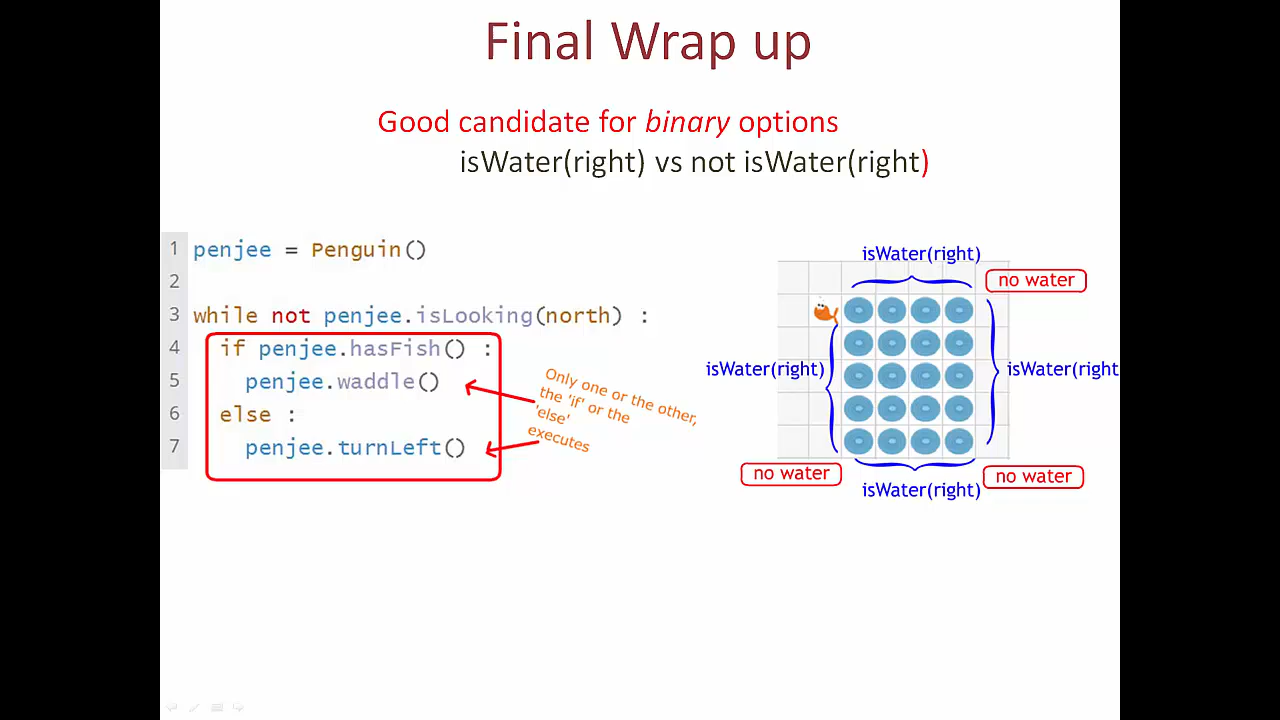 Final Wrap up
Good candidate for binary options
isWater(right) vs not isWater(right)
1 penjee = Penguin()
2
3 while not penjee.isLooking(north) :
4 if penjee.hasFish() :
5 penjee.waddle()
6 else :
7 penjee.turnLeft()
Only one or the other,
the 'if' or the
'else'
executes
isWater(right)
no water
isWater(right)
isWater(right
no water
isWater(right)
no water